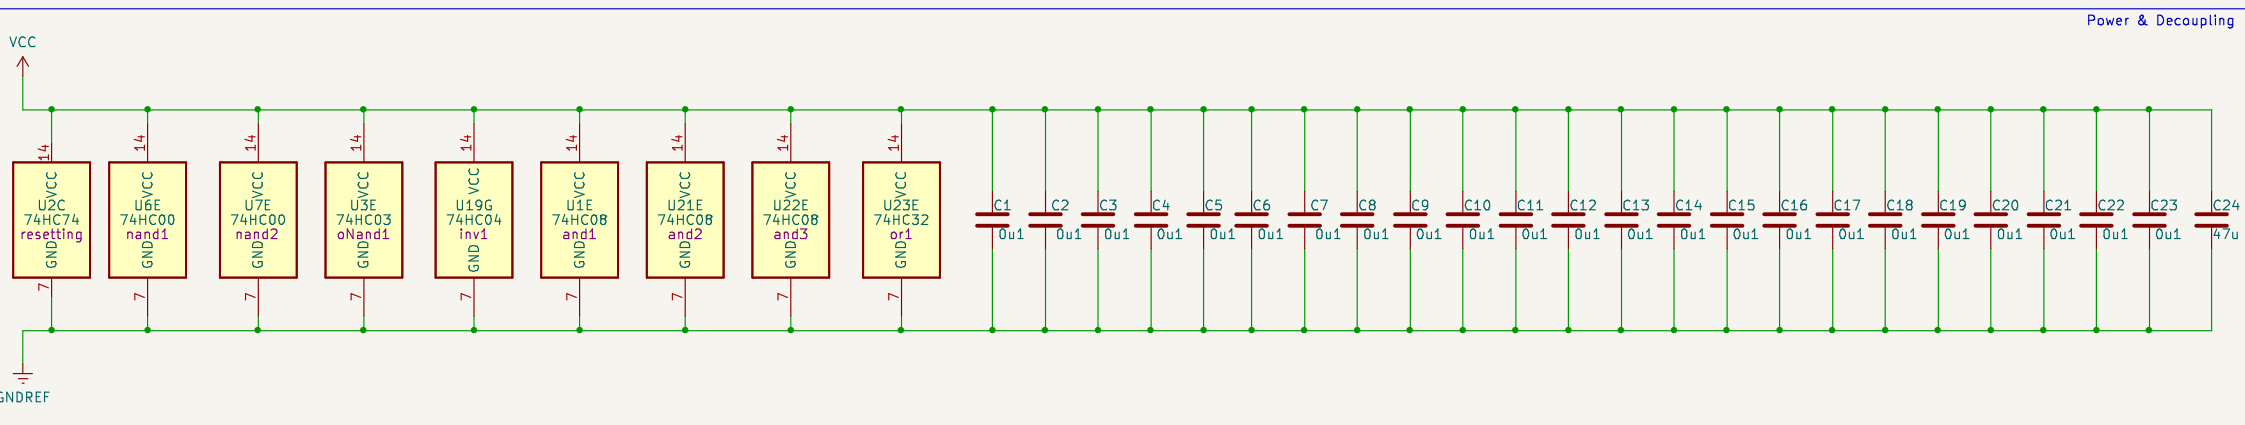 Power & Decoupling
VCC
14 14 14 14 14 14 14 14 14
VCC VCC VCC VCC VCC VCC VCC VCC VCC
U2C U6E U7E U3E U19G U1E U21E U22E U23E C1 C2 C3 C4 C5 C6 C7 C8 C9 C10 C11 C12 C13 C14 C15 C16 C17 C18 C19 C20 C21 C22 C23 C24
74HC74 74HC00 74HC00 74HC03 74HC04 74HC08 74HC08 74HC08 74HC32
resetting nand1 nand2 oNand1 inv1 and1 and2 and3 or1 0u1 0u1 0u1 0u1 0u1 0u1 0u1 0u1 0u1 0u1 0u1 0u1 0u1 0u1 0u1 0u1 0u1 0u1 0u1 0u1 0u1 0u1 0u1 47u
GND GND GND GND GND GND GND GND GND
7 7 7 7 7 7 7 7 7
GNDREF